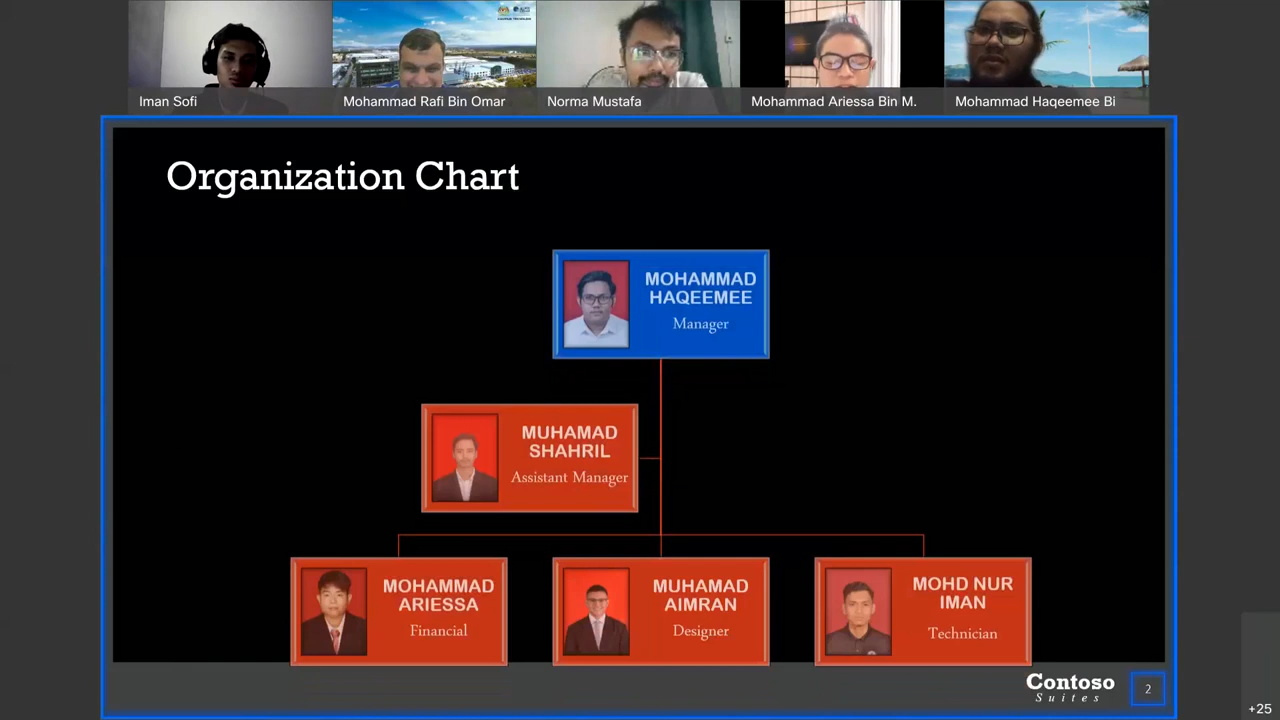 Iman Sofi
Mohammad Rafi Bin Omar
Norma Mustafa
Mohammad Ariessa Bin M.
Mohammad Haqeemee Bi
Organization Chart
MOHAMMAD
HAQEEMEE
Manager
MUHAMAD
SHAHRIL
Assistant Manager
MOHAMMAD
ARIESSA
Financial
MUHAMAD
AIMRAN
Designer
MOHD NUR
IMAN
Technician
Contoso
Suites
2
+25